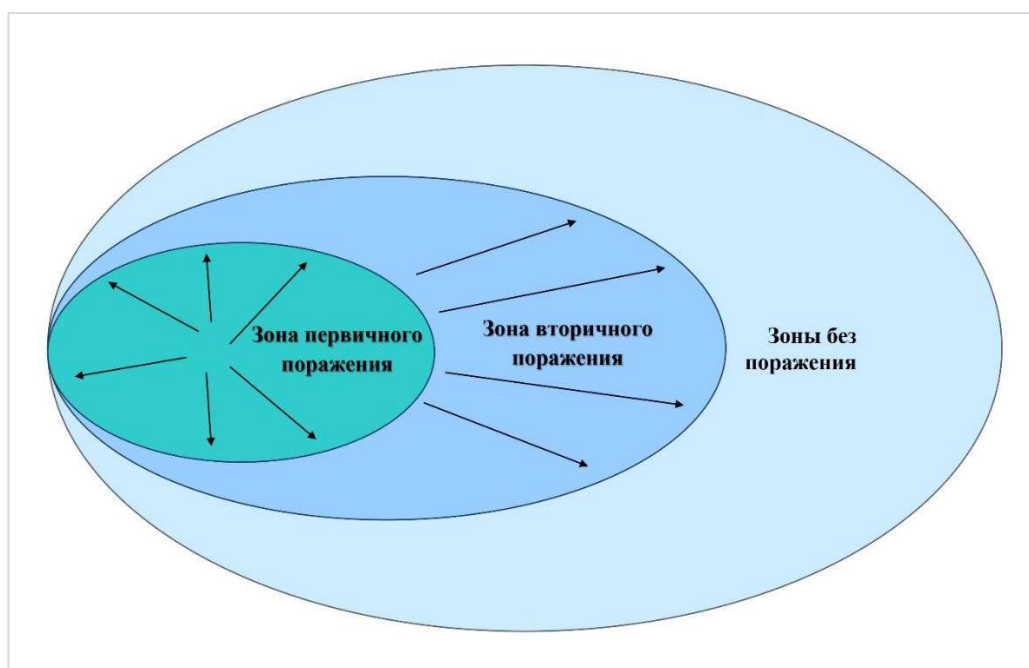 Зона первичного
поражения
Зона вторичного
поражения
Зоны без
поражения